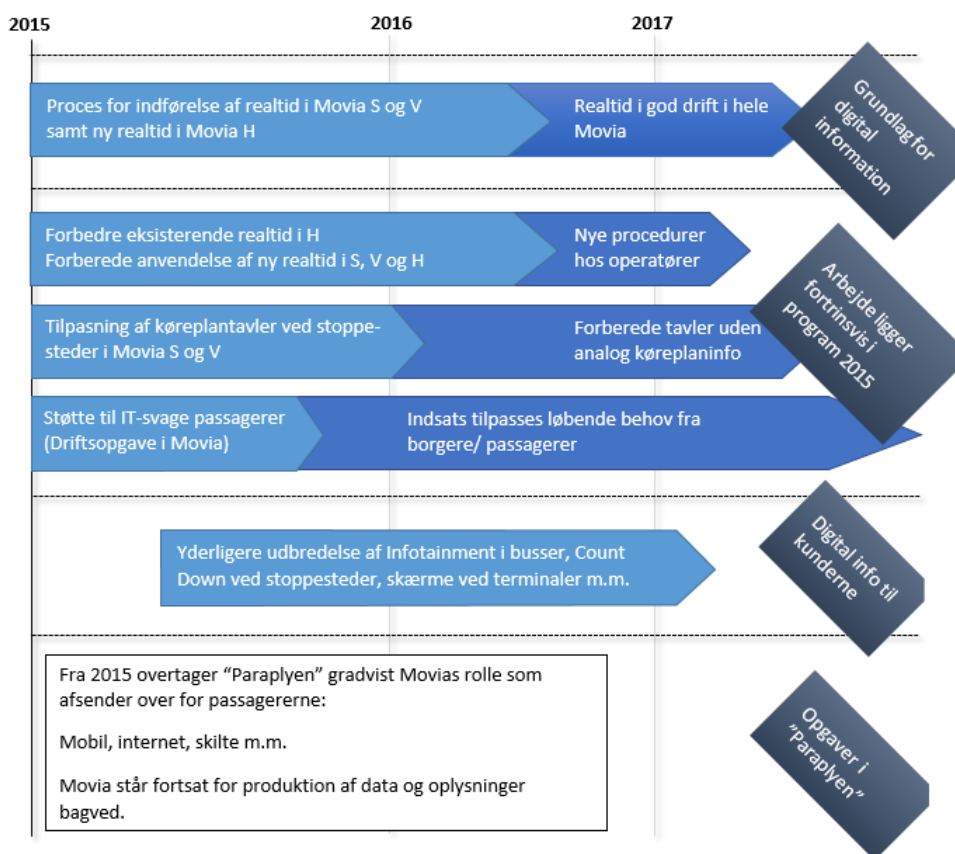 2015
2016
2017
Proces for indførelse af realtid i Movia S og V
samt ny realtid i Movia H
Realtid i god drift i hele
Movia
Grundlag for
digital
information
Forbedre eksisterende realtid i H
Forberede anvendelse af ny realtid i S, V og H
Nye procedurer
hos operatører
Tilpasning af køreplantavler ved stoppe-
steder i Movia S og V
Forberede tavler uden
analog køreplaninfo
Arbejde ligger
fortrinsvis i
program 2015
Støtte til IT-svage passagerer
(Driftsopgave i Movia)
Indsats tilpasses løbende behov fra
borgere/ passagerer
Yderligere udbredelse af Infotainment i busser, Count
Down ved stoppesteder, skærme ved terminaler m.m.
Digital info til
kunderne
Fra 2015 overtager “Paraplyen” gradvist Movias rolle som
afsender over for passagererne:
Mobil, internet, skilte m.m.
Movia står fortsat for produktion af data og oplysninger
bagved.
Opgaver i
”Paraplyen”